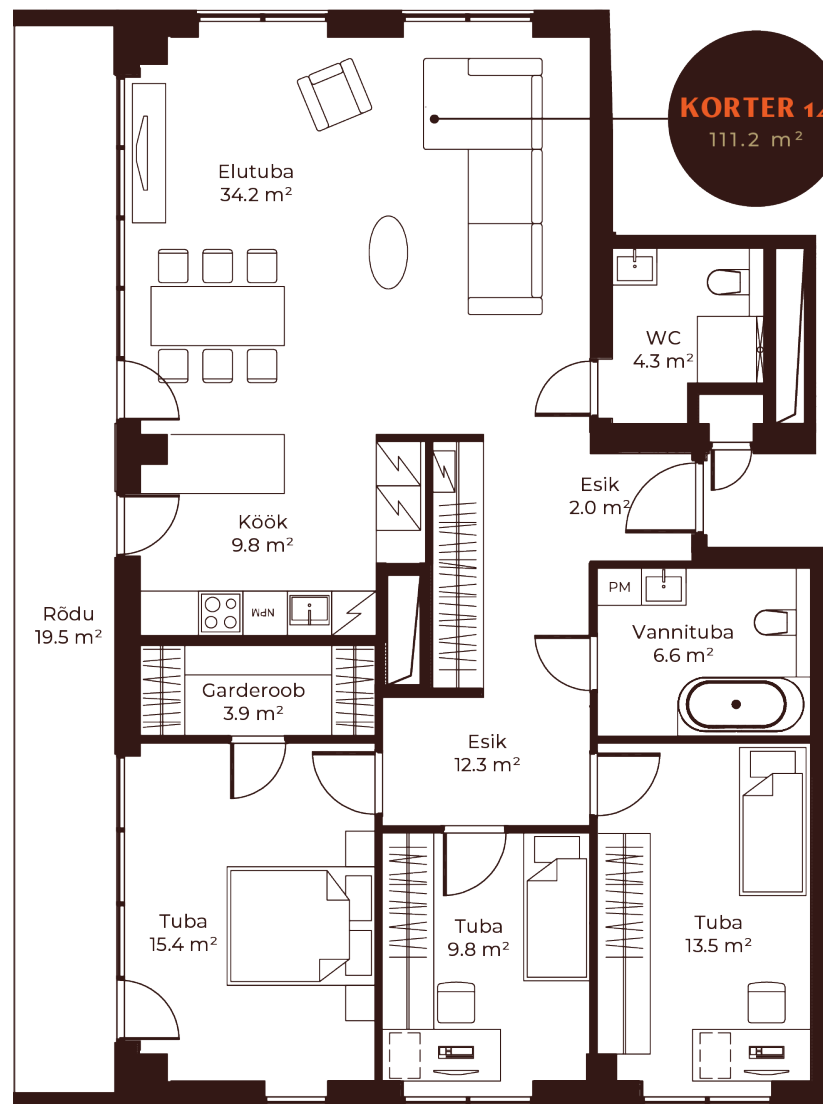 KORTER 14
111.2 m²
Elutuba
34.2 m²
WC
4.3 m²
Esik
2.0 m²
Köök
9.8 m²
NPM
PM
Rõdu
19.5 m²
Vannituba
6.6 m²
Garderoob
3.9 m²
Esik
12.3 m²
Tuba
15.4 m²
Tuba
9.8 m²
Tuba
13.5 m²